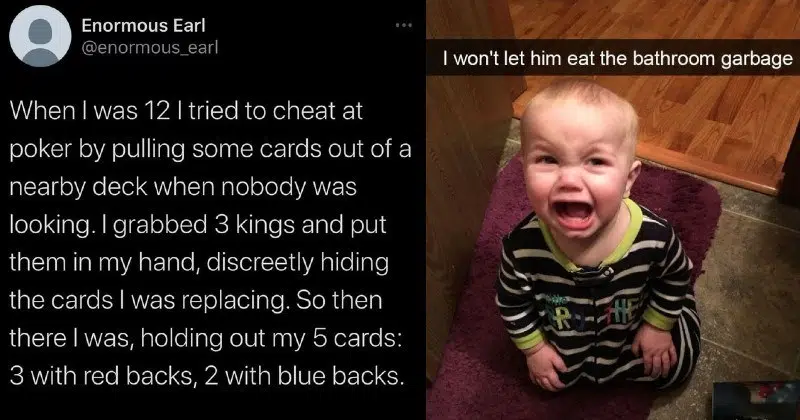 Enormous Earl
@enormous_earl
When I was 12 I tried to cheat at
poker by pulling some cards out of a
nearby deck when nobody was
looking. I grabbed 3 kings and put
them in my hand, discreetly hiding
the cards I was replacing. So then
there I was, holding out my 5 cards:
3 with red backs, 2 with blue backs.
I won't let him eat the bathroom garbage